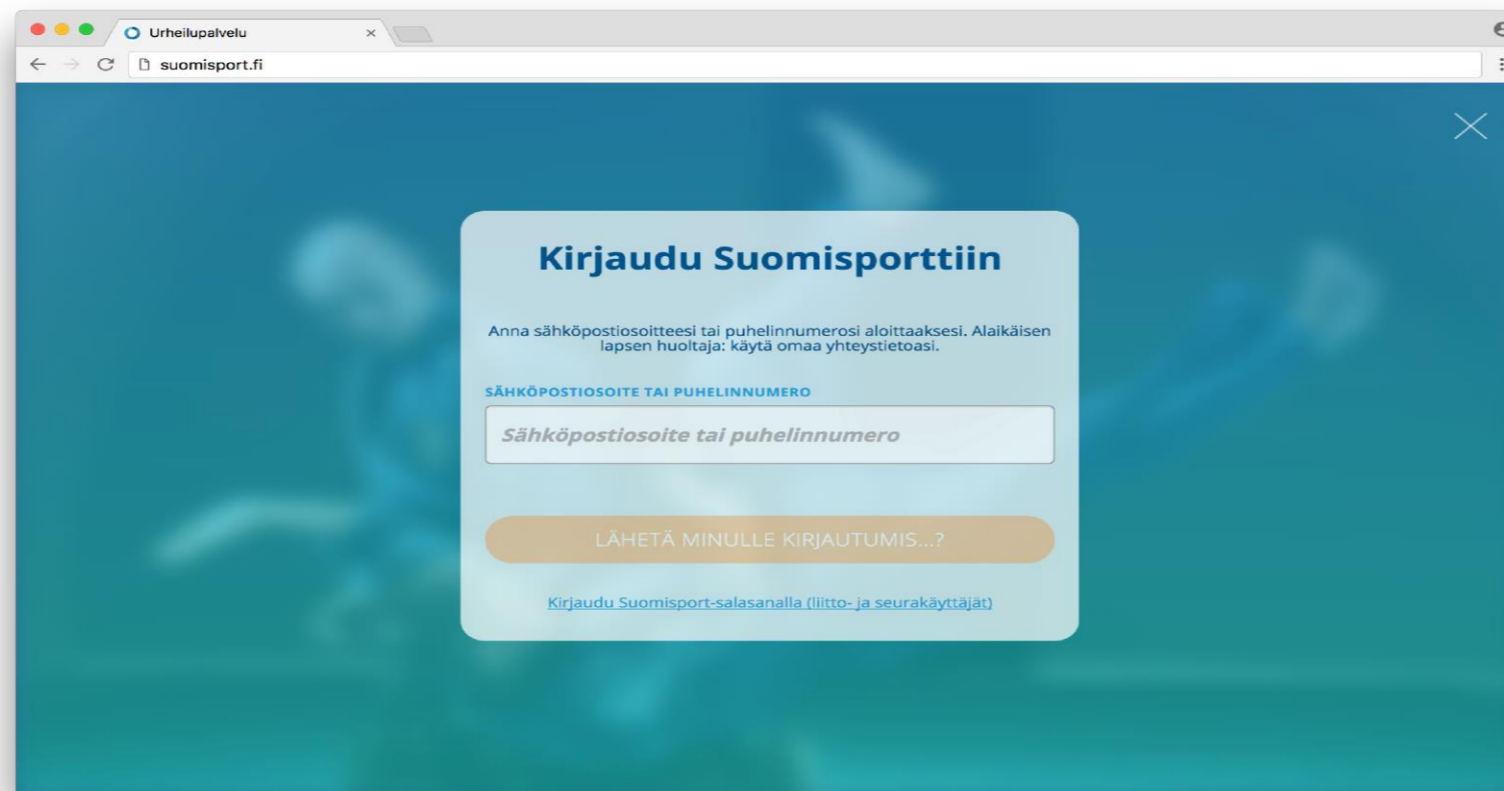 Urheilupalvelu
suomisport.fi
Kirjaudu Suomisporttiin
Anna sähköpostiosoitteesi tai puhelinnumerosi aloittaaksesi. Alaikäisen
lapsen huoltaja: käytä omaa yhteystietoasi.
SÄHKÖPOSTIOSOITE TAI PUHELINNUMERO
Sähköpostiosoite tai puhelinnumero
LÄHETÄ MINULLE KIRJAUTUMIS...?
Kirjaudu Suomisport-salasanalla (liitto- ja seurakäyttäjät)